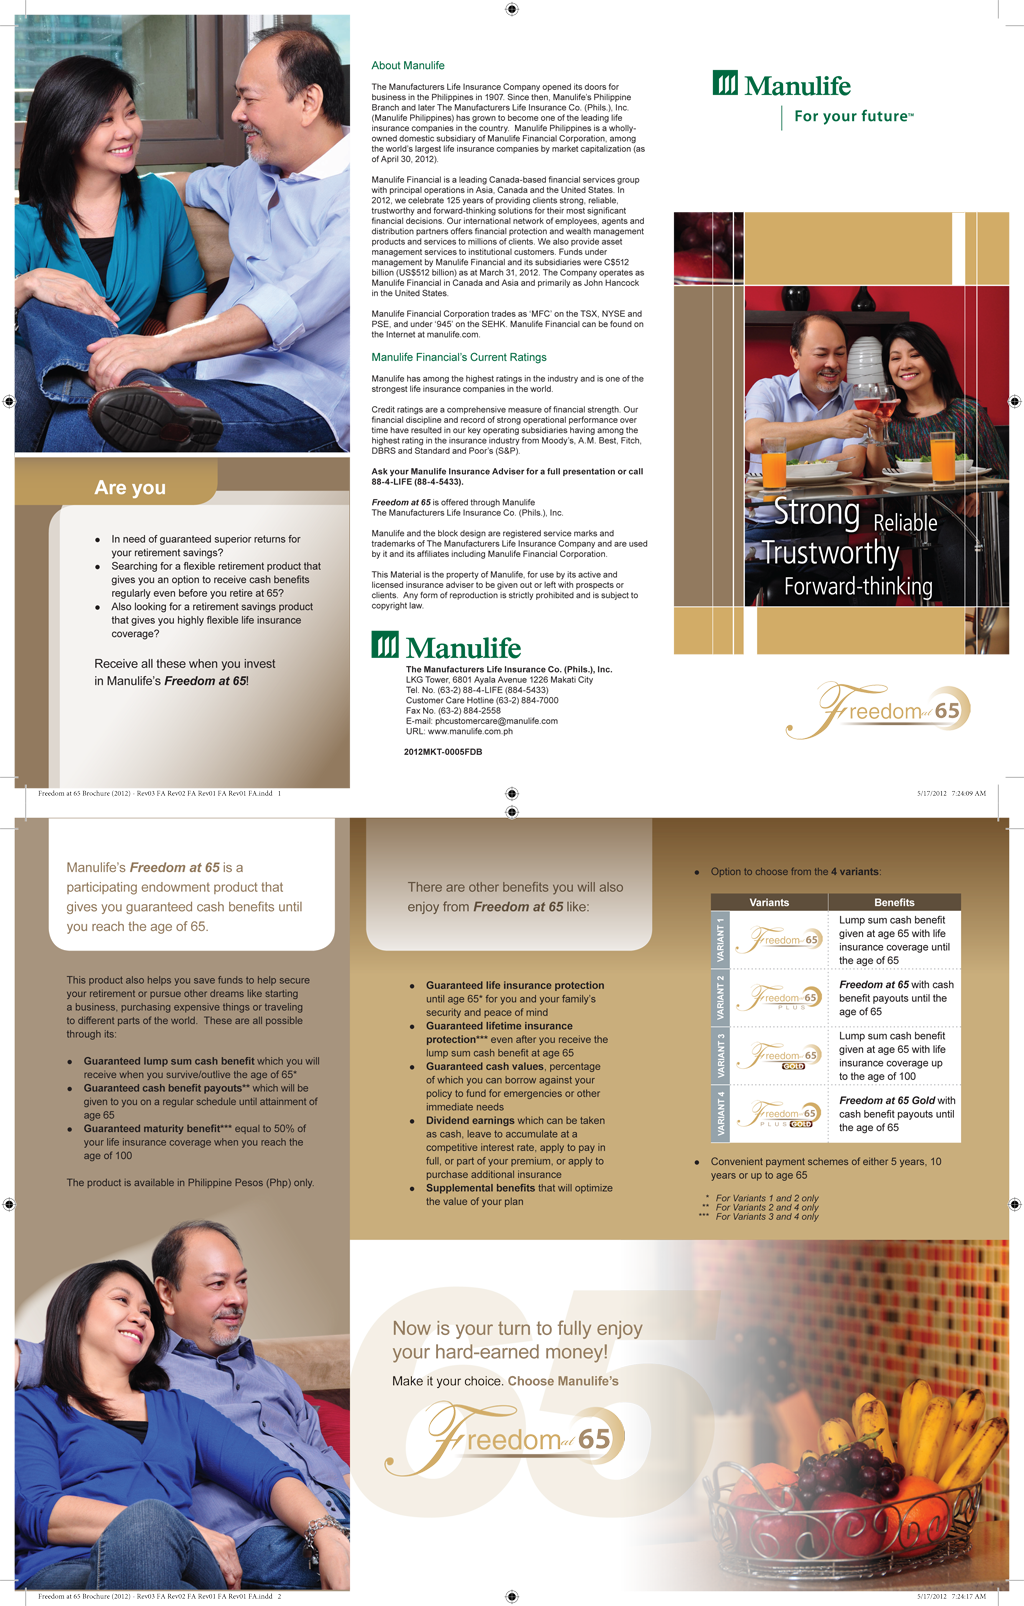 Are you
● In need of guaranteed superior returns for
your retirement savings?
● Searching for a flexible retirement product that
gives you an option to receive cash benefits
regularly even before you retire at 65?
● Also looking for a retirement savings product
that gives you highly flexible life insurance
coverage?
Receive all these when you invest
in Manulife's Freedom at 65!
About Manulife
The Manufacturers Life Insurance Company opened its doors for
business in the Philippines in 1907. Since then, Manulife's Philippine
Branch and later The Manufacturers Life Insurance Co. (Phils.), Inc.
(Manulife Philippines) has grown to become one of the leading life
insurance companies in the country. Manulife Philippines is a wholly-
owned domestic subsidiary of Manulife Financial Corporation, among
the world's largest life insurance companies by market capitalization (as
of April 30, 2012).
Manulife Financial is a leading Canada-based financial services group
with principal operations in Asia, Canada and the United States. In
2012, we celebrate 125 years of providing clients strong, reliable,
trustworthy and forward-thinking solutions for their most significant
financial decisions. Our international network of employees, agents and
distribution partners offers financial protection and wealth management
products and services to millions of clients. We also provide asset
management services to institutional customers. Funds under
management by Manulife Financial and its subsidiaries were C$512
billion (US$512 billion) as at March 31, 2012. The Company operates as
Manulife Financial in Canada and Asia and primarily as John Hancock
in the United States.
Manulife Financial Corporation trades as 'MFC' on the TSX, NYSE and
PSE, and under '945' on the SEHK. Manulife Financial can be found on
the Internet at manulife.com.
Manulife Financial's Current Ratings
Manulife has among the highest ratings in the industry and is one of the
strongest life insurance companies in the world.
Credit ratings are a comprehensive measure of financial strength. Our
financial discipline and record of strong operational performance over
time have resulted in our key operating subsidiaries having among the
highest rating in the insurance industry from Moody's, A.M. Best, Fitch,
DBRS and Standard and Poor's (S&P).
Ask your Manulife Insurance Adviser for a full presentation or call
88-4-LIFE (88-4-5433).
Freedom at 65 is offered through Manulife
The Manufacturers Life Insurance Co. (Phils.), Inc.
Manulife and the block design are registered service marks and
trademarks of The Manufacturers Life Insurance Company and are used
by it and its affiliates including Manulife Financial Corporation.
This Material is the property of Manulife, for use by its active and
licensed insurance adviser to be given out or left with prospects or
clients. Any form of reproduction is strictly prohibited and is subject to
copyright law.
Manulife
The Manufacturers Life Insurance Co. (Phils.), Inc.
LKG Tower, 6801 Ayala Avenue 1226 Makati City
Tel. No. (63-2) 88-4-LIFE (884-5433)
Customer Care Hotline (63-2) 884-7000
Fax No. (63-2) 884-2558
E-mail: phcustomercare@manulife.com
URL: www.manulife.com.ph
2012MKT-0005FDB
Manulife
For your future™
Strong Reliable
Trustworthy
Forward-thinking
Freedom at 65
Freedom at 65 Brochure (2012) - Rev03 FA Rev02 FA Rev01 FA Rev01 FA.indd 1
5/17/2012 7:24:09 AM
Manulife's Freedom at 65 is a
participating endowment product that
gives you guaranteed cash benefits until
you reach the age of 65.
This product also helps you save funds to help secure
your retirement or pursue other dreams like starting
a business, purchasing expensive things or traveling
to different parts of the world. These are all possible
through its:
● Guaranteed lump sum cash benefit which you will
receive when you survive/outlive the age of 65*
● Guaranteed cash benefit payouts** which will be
given to you on a regular schedule until attainment of
age 65
● Guaranteed maturity benefit*** equal to 50% of
your life insurance coverage when you reach the
age of 100
The product is available in Philippine Pesos (Php) only.
There are other benefits you will also
enjoy from Freedom at 65 like:
● Guaranteed life insurance protection
until age 65* for you and your family's
security and peace of mind
● Guaranteed lifetime insurance
protection*** even after you receive the
lump sum cash benefit at age 65
● Guaranteed cash values, percentage
of which you can borrow against your
policy to fund for emergencies or other
immediate needs
● Dividend earnings which can be taken
as cash, leave to accumulate at a
competitive interest rate, apply to pay in
full, or part of your premium, or apply to
purchase additional insurance
● Supplemental benefits that will optimize
the value of your plan
● Option to choose from the 4 variants:
Variants Benefits
VARIANT 1
Freedom at 65
Lump sum cash benefit
given at age 65 with life
insurance coverage until
the age of 65
VARIANT 2
Freedom at 65
PLUS
Freedom at 65 with cash
benefit payouts until the
age of 65
VARIANT 3
Freedom at 65
GOLD
Lump sum cash benefit
given at age 65 with life
insurance coverage up
to the age of 100
VARIANT 4
Freedom at 65
PLUS GOLD
Freedom at 65 Gold with
cash benefit payouts until
the age of 65
● Convenient payment schemes of either 5 years, 10
years or up to age 65
* For Variants 1 and 2 only
** For Variants 2 and 4 only
*** For Variants 3 and 4 only
65
Now is your turn to fully enjoy
your hard-earned money!
Make it your choice. Choose Manulife's
Freedom at 65
Freedom at 65 Brochure (2012) - Rev03 FA Rev02 FA Rev01 FA Rev01 FA.indd 2
5/17/2012 7:24:17 AM